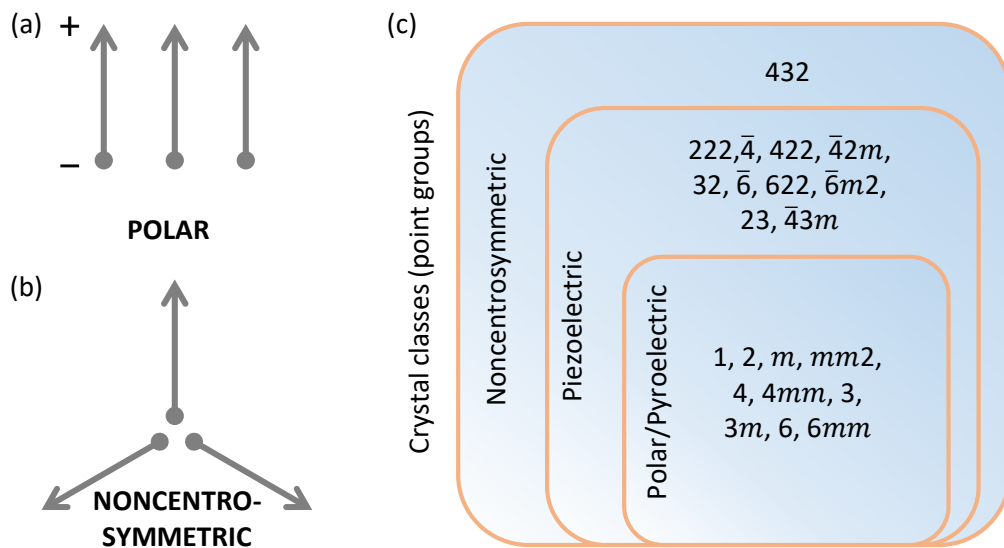 (a)
+
−
POLAR
(b)
NONCENTRO-
SYMMETRIC
(c)
Crystal classes (point groups)
Noncentrosymmetric
432
Piezoelectric
222, 4̅, 422, 4̅2m,
32, 6̅, 622, 6̅m2,
23, 4̅3m
Polar/Pyroelectric
1, 2, m, mm2,
4, 4mm, 3,
3m, 6, 6mm